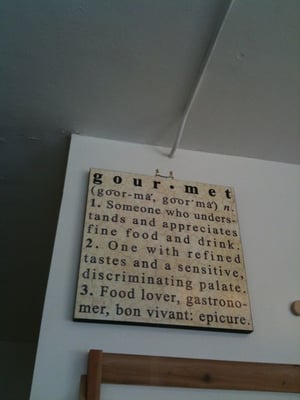 gour•met
(goor-mā', goor'mā) n.
1. Someone who unders-
tands and appreciates
fine food and drink.
2. One with refined
tastes and a sensitive,
discriminating palate.
3. Food lover, gastrono-
mer, bon vivant: epicure.